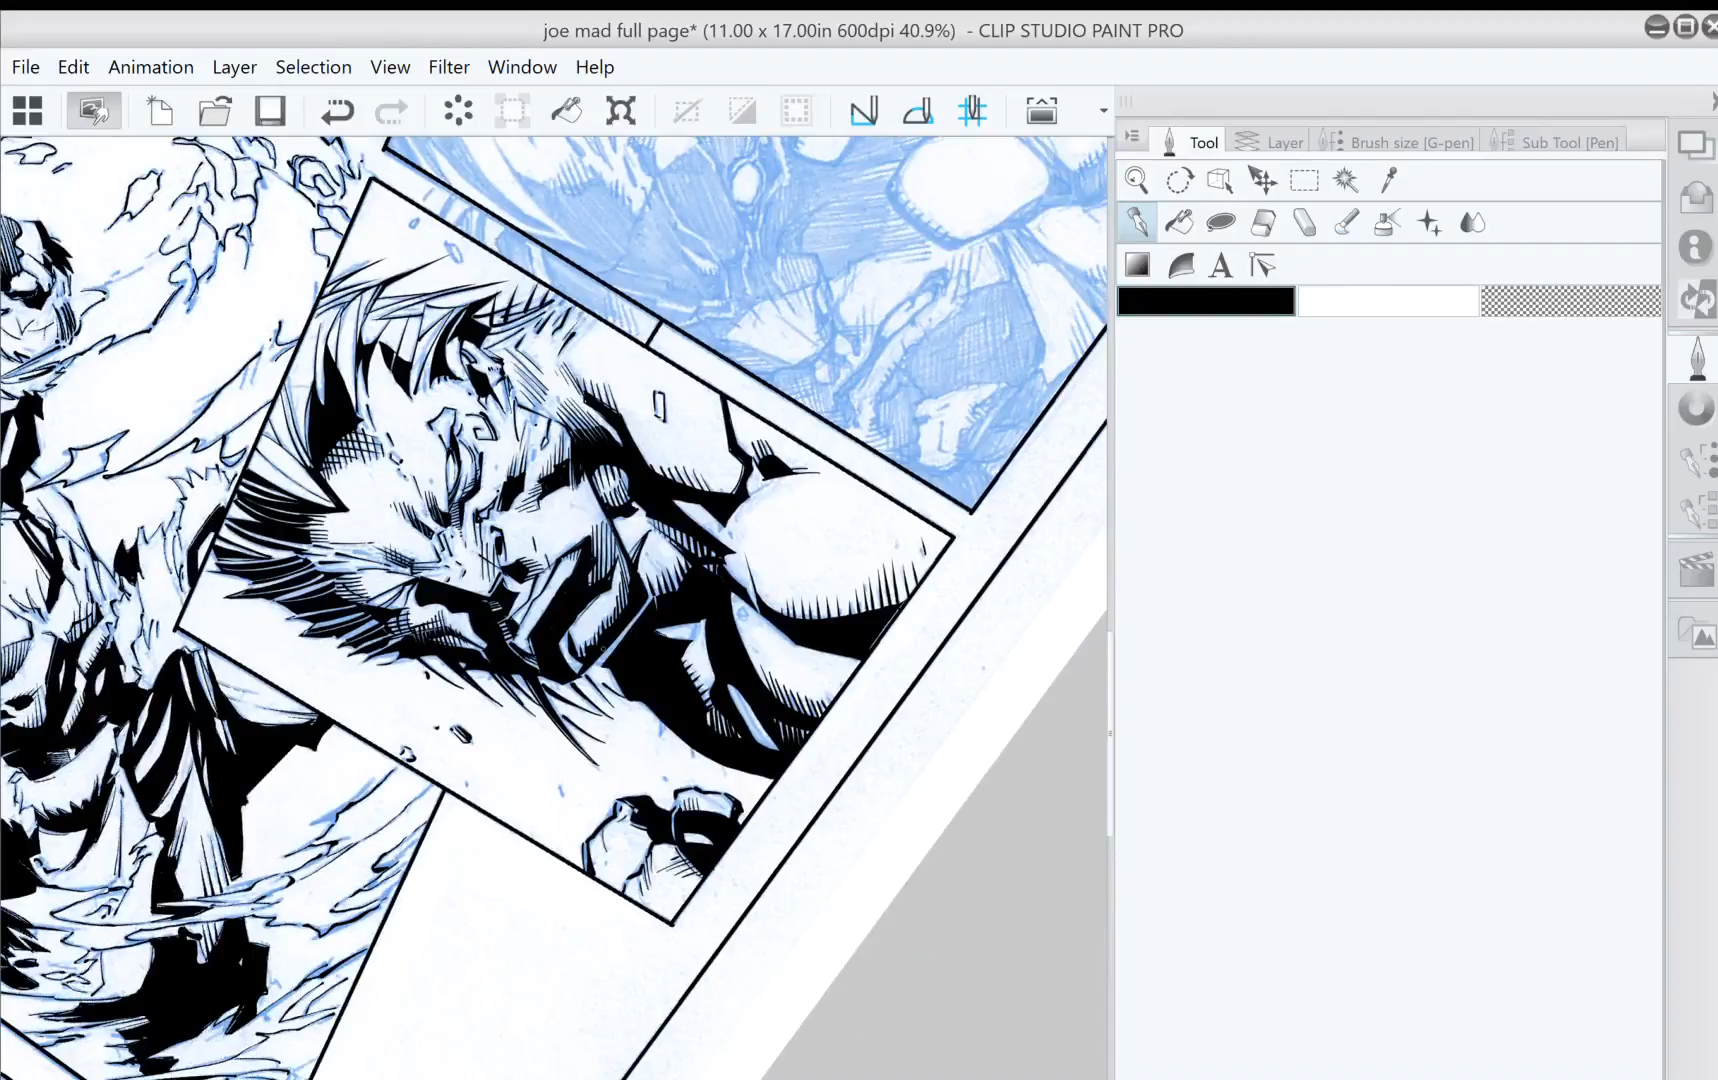 joe mad full page* (11.00 x 17.00in 600dpi 40.9%) - CLIP STUDIO PAINT PRO
File Edit Animation Layer Selection View Filter Window Help
Tool Layer Brush size [G-pen] Sub Tool [Pen]